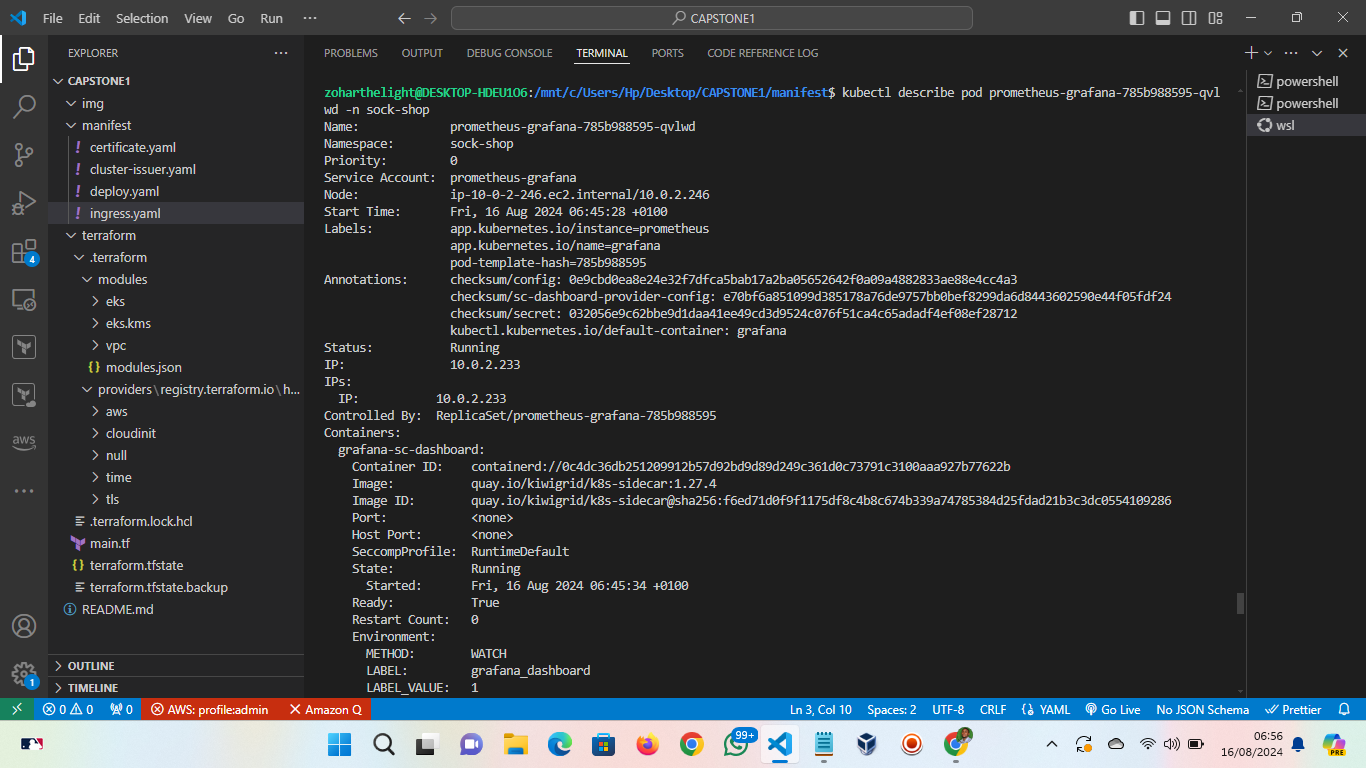 File Edit Selection View Go Run ··· CAPSTONE1
EXPLORER ···
CAPSTONE1
img
manifest
! certificate.yaml
! cluster-issuer.yaml
! deploy.yaml
! ingress.yaml
terraform
.terraform
modules
eks
eks.kms
vpc
{} modules.json
providers\registry.terraform.io\h...
aws
cloudinit
null
time
tls
.terraform.lock.hcl
main.tf
{} terraform.tfstate
terraform.tfstate.backup
README.md
OUTLINE
TIMELINE
4
aws
1
PROBLEMS OUTPUT DEBUG CONSOLE TERMINAL PORTS CODE REFERENCE LOG
zoharthelight@DESKTOP-HDEU1O6:/mnt/c/Users/Hp/Desktop/CAPSTONE1/manifest$ kubectl describe pod prometheus-grafana-785b988595-qvl
wd -n sock-shop
Name: prometheus-grafana-785b988595-qvlwd
Namespace: sock-shop
Priority: 0
Service Account: prometheus-grafana
Node: ip-10-0-2-246.ec2.internal/10.0.2.246
Start Time: Fri, 16 Aug 2024 06:45:28 +0100
Labels: app.kubernetes.io/instance=prometheus
app.kubernetes.io/name=grafana
pod-template-hash=785b988595
Annotations: checksum/config: 0e9cbd0ea8e24e32f7dfca5bab17a2ba05652642f0a09a4882833ae88e4cc4a3
checksum/sc-dashboard-provider-config: e70bf6a851099d385178a76de9757bb0bef8299da6d8443602590e44f05fdf24
checksum/secret: 032056e9c62bbe9d1daa41ee49cd3d9524c076f51ca4c65adadf4ef08ef28712
kubectl.kubernetes.io/default-container: grafana
Status: Running
IP: 10.0.2.233
IPs:
IP: 10.0.2.233
Controlled By: ReplicaSet/prometheus-grafana-785b988595
Containers:
grafana-sc-dashboard:
Container ID: containerd://0c4dc36db251209912b57d92bd9d89d249c361d0c73791c3100aaa927b77622b
Image: quay.io/kiwigrid/k8s-sidecar:1.27.4
Image ID: quay.io/kiwigrid/k8s-sidecar@sha256:f6ed71d0f9f1175df8c4b8c674b339a74785384d25fdad21b3c3dc0554109286
Port: <none>
Host Port: <none>
SeccompProfile: RuntimeDefault
State: Running
Started: Fri, 16 Aug 2024 06:45:34 +0100
Ready: True
Restart Count: 0
Environment:
METHOD: WATCH
LABEL: grafana_dashboard
LABEL_VALUE: 1
powershell
powershell
wsl
0 0 0 AWS: profile:admin Amazon Q Ln 3, Col 10 Spaces: 2 UTF-8 CRLF {} YAML Go Live No JSON Schema Prettier
99+
06:56
16/08/2024
PRE